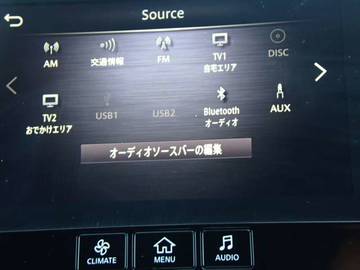 Source
AM
交通情報
FM
TV1
自宅エリア
DISC
TV2
おでかけエリア
USB1
USB2
Bluetooth
オーディオ
AUX
オーディオソースバーの編集
CLIMATE
MENU
AUDIO